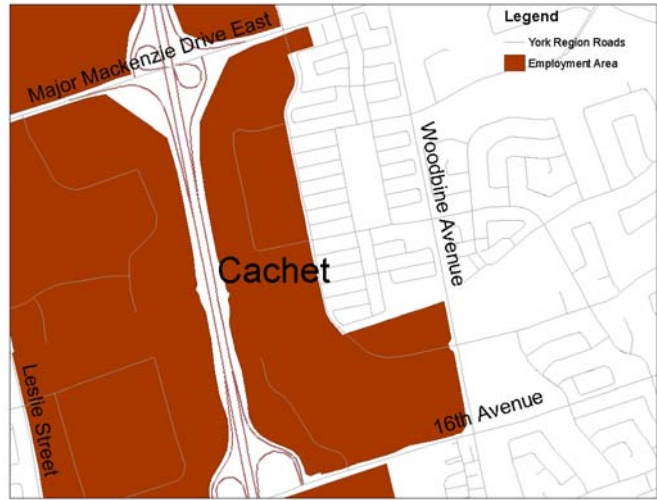 Legend
York Region Roads
Employment Area
Major Mackenzie Drive East
Woodbine Avenue
Cachet
Leslie Street
16th Avenue